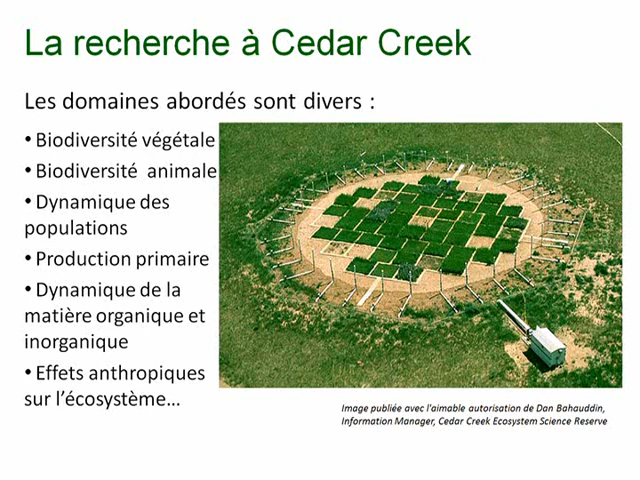 La recherche à Cedar Creek
Les domaines abordés sont divers :
• Biodiversité végétale
• Biodiversité animale
• Dynamique des
populations
• Production primaire
• Dynamique de la
matière organique et
inorganique
• Effets anthropiques
sur l’écosystème…
Image publiée avec l'aimable autorisation de Dan Bahauddin,
Information Manager, Cedar Creek Ecosystem Science Reserve